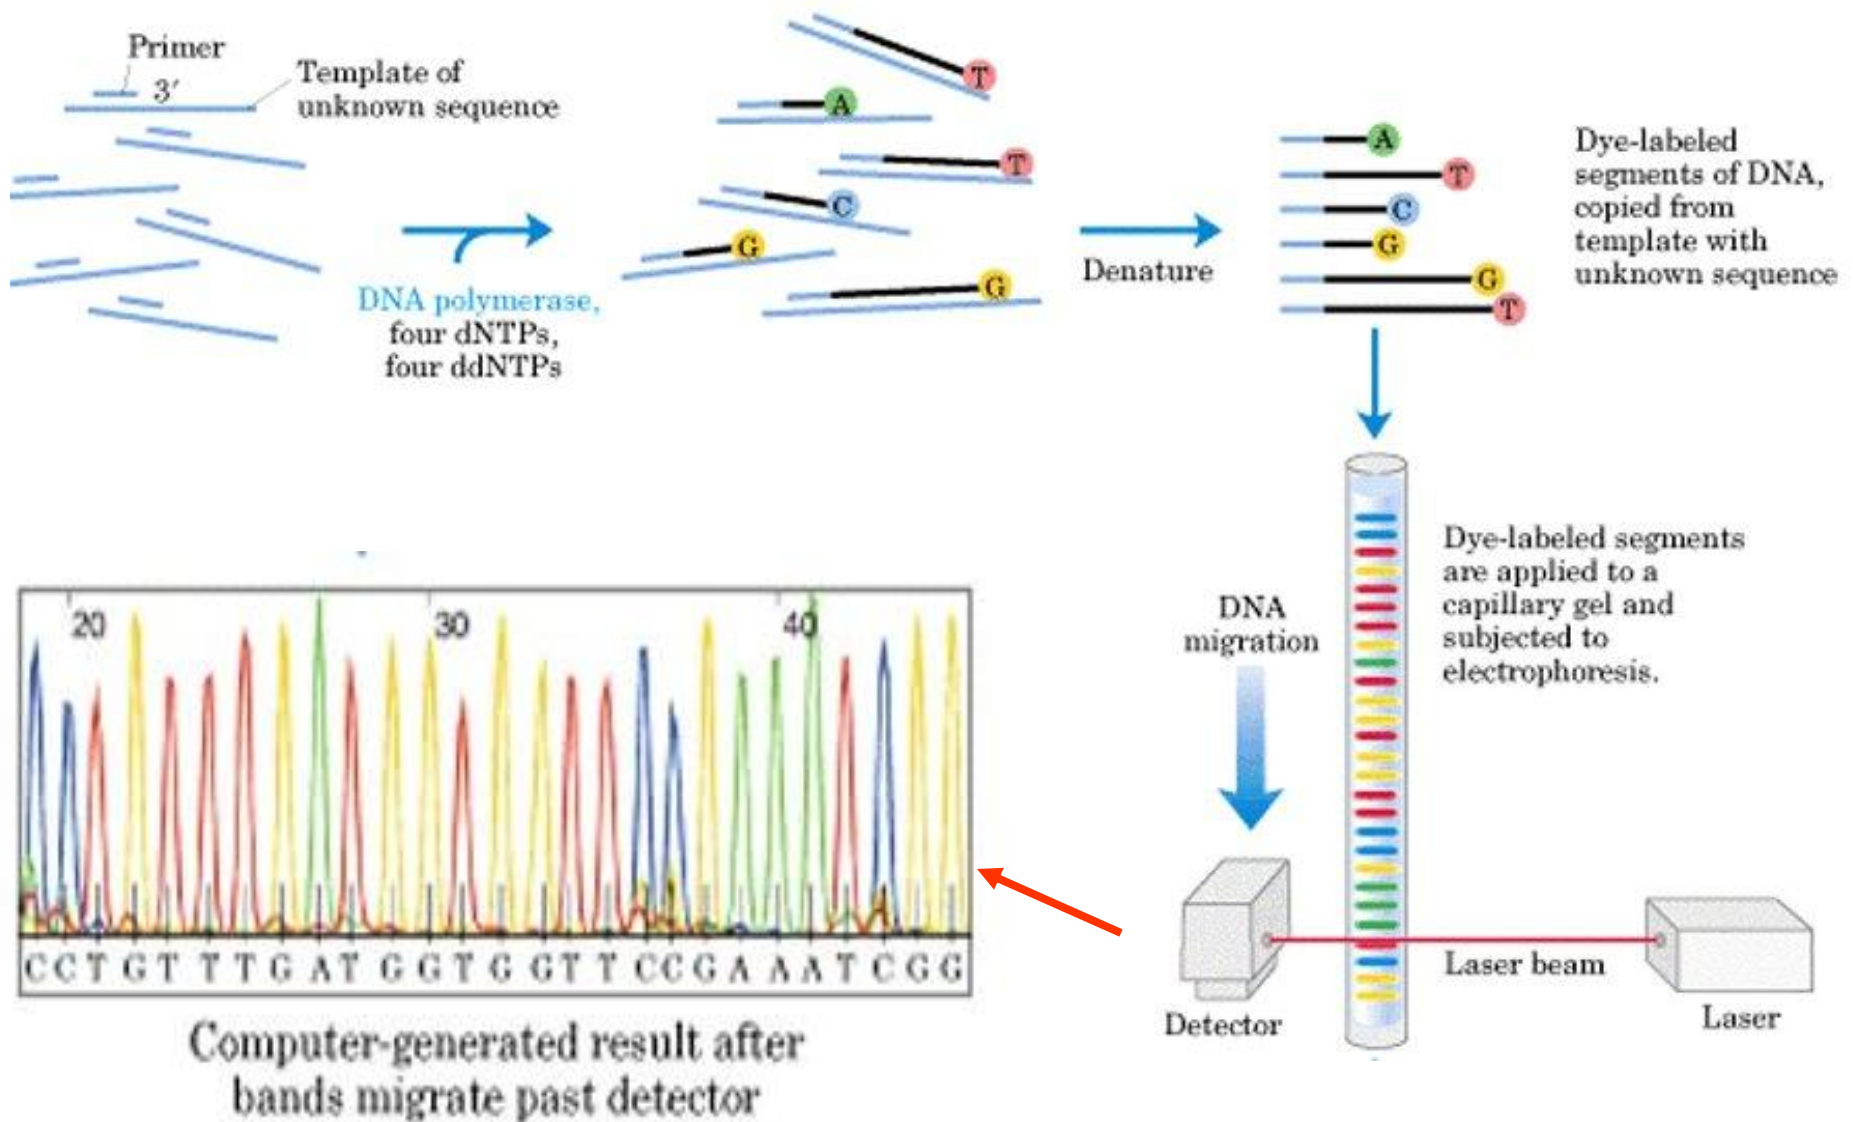 Primer
3′
Template of
unknown sequence
DNA polymerase,
four dNTPs,
four ddNTPs
T
A
T
C
G
G
Denature
A
T
C
G
G
T
Dye-labeled
segments of DNA,
copied from
template with
unknown sequence
Dye-labeled segments
are applied to a
capillary gel and
subjected to
electrophoresis.
DNA
migration
Laser beam
Detector
Laser
20 30 40
C C T G T T T G A T G G T G G T T C C G A A A T C G G
Computer-generated result after
bands migrate past detector